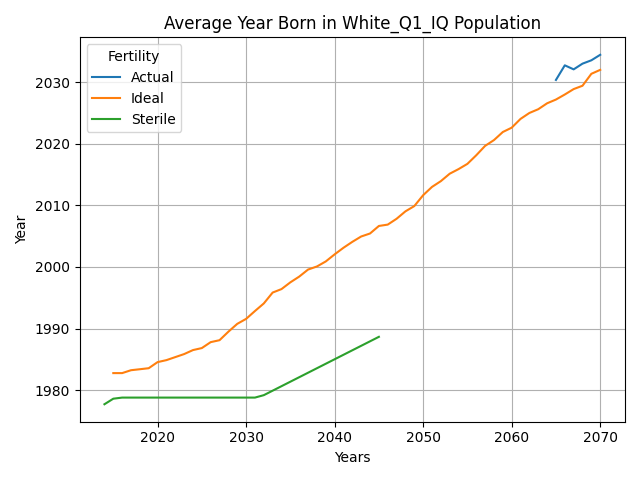 Average Year Born in White_Q1_IQ Population
Fertility
Actual
Ideal
Sterile
Year
2030
2020
2010
2000
1990
1980
2020
2030
2040
2050
2060
2070
Years